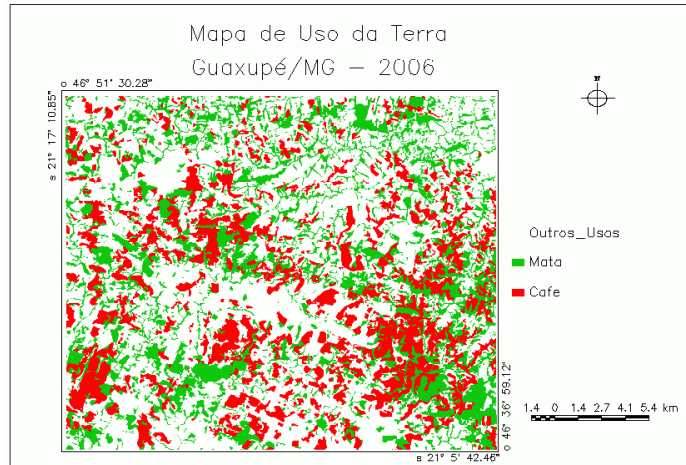 Mapa de Uso da Terra
Guaxupé/MG – 2006
o 46° 51' 30.28"
s 21° 17' 10.85"
N
Outros_Usos
Mata
Cafe
o 46° 36' 59.12"
1.4 0 1.4 2.7 4.1 5.4 km
s 21° 5' 42.46"